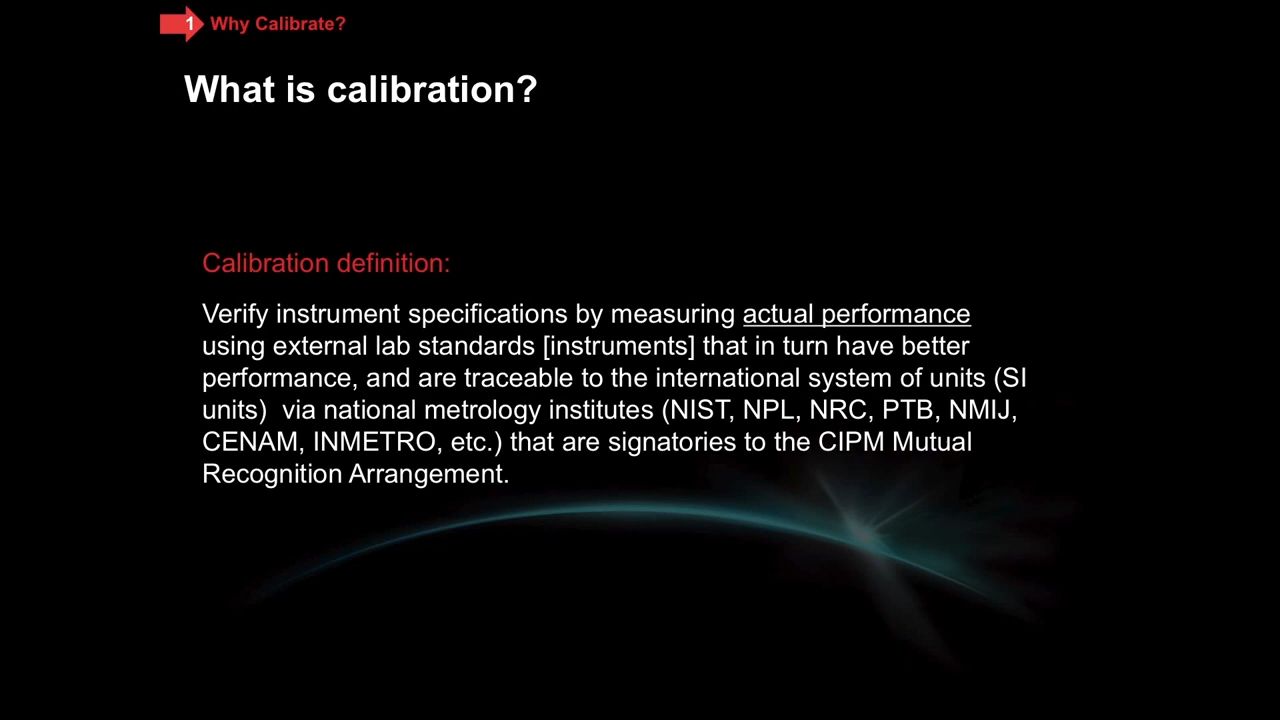 1 Why Calibrate?
What is calibration?
Calibration definition:
Verify instrument specifications by measuring actual performance
using external lab standards [instruments] that in turn have better
performance, and are traceable to the international system of units (SI
units)  via national metrology institutes (NIST, NPL, NRC, PTB, NMIJ,
CENAM, INMETRO, etc.) that are signatories to the CIPM Mutual
Recognition Arrangement.